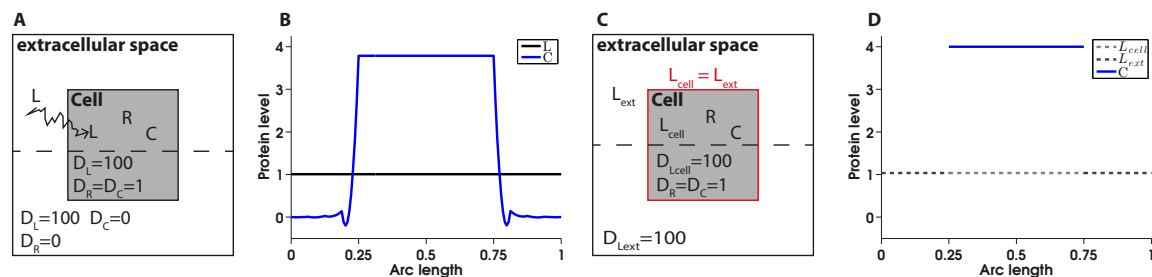 A
extracellular space
L
Cell
R
L
C
D_L=100
D_R=D_C=1
D_L=100 D_C=0
D_R=0
B
L
C
Protein level
4
3
2
1
0
0
0.25
0.50
0.75
1
Arc length
C
extracellular space
L_cell = L_ext
L_ext
Cell
R
L_cell
C
D_Lcell=100
D_R=D_C=1
D_Lext=100
D
L_cell
L_ext
C
Protein level
4
3
2
1
0
0
0.25
0.50
0.75
1
Arc length